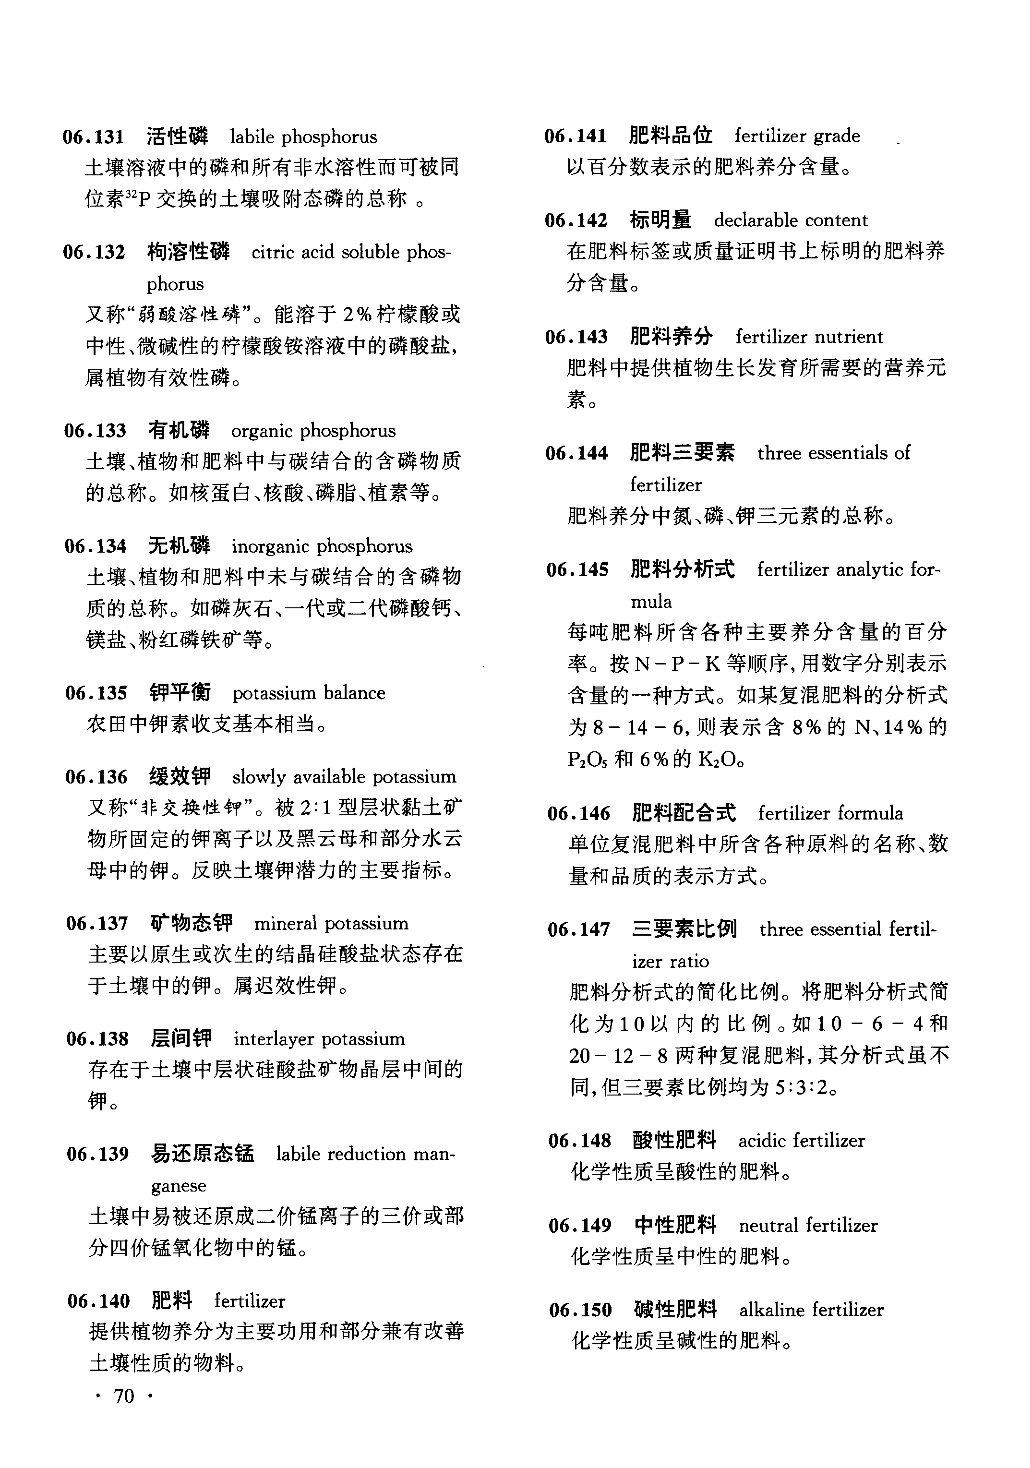 06.131 活性磷 labile phosphorus
土壤溶液中的磷和所有非水溶性而可被同
位素³²P 交换的土壤吸附态磷的总称 。
06.132 枸溶性磷 citric acid soluble phos-
phorus
又称“弱酸溶性磷”。能溶于 2%柠檬酸或
中性、微碱性的柠檬酸铵溶液中的磷酸盐,
属植物有效性磷。
06.133 有机磷 organic phosphorus
土壤、植物和肥料中与碳结合的含磷物质
的总称。如核蛋白、核酸、磷脂、植素等。
06.134 无机磷 inorganic phosphorus
土壤、植物和肥料中未与碳结合的含磷物
质的总称。如磷灰石、一代或二代磷酸钙、
镁盐、粉红磷铁矿等。
06.135 钾平衡 potassium balance
农田中钾素收支基本相当。
06.136 缓效钾 slowly available potassium
又称“非交换性钾”。被 2:1 型层状黏土矿
物所固定的钾离子以及黑云母和部分水云
母中的钾。反映土壤钾潜力的主要指标。
06.137 矿物态钾 mineral potassium
主要以原生或次生的结晶硅酸盐状态存在
于土壤中的钾。属迟效性钾。
06.138 层间钾 interlayer potassium
存在于土壤中层状硅酸盐矿物晶层中间的
钾。
06.139 易还原态锰 labile reduction man-
ganese
土壤中易被还原成二价锰离子的三价或部
分四价锰氧化物中的锰。
06.140 肥料 fertilizer
提供植物养分为主要功用和部分兼有改善
土壤性质的物料。
· 70 ·
06.141 肥料品位 fertilizer grade
以百分数表示的肥料养分含量。
06.142 标明量 declarable content
在肥料标签或质量证明书上标明的肥料养
分含量。
06.143 肥料养分 fertilizer nutrient
肥料中提供植物生长发育所需要的营养元
素。
06.144 肥料三要素 three essentials of
fertilizer
肥料养分中氮、磷、钾三元素的总称。
06.145 肥料分析式 fertilizer analytic for-
mula
每吨肥料所含各种主要养分含量的百分
率。按 N－P－K 等顺序,用数字分别表示
含量的一种方式。如某复混肥料的分析式
为 8－14－6,则表示含 8%的 N、14%的
P₂O₅ 和 6%的 K₂O。
06.146 肥料配合式 fertilizer formula
单位复混肥料中所含各种原料的名称、数
量和品质的表示方式。
06.147 三要素比例 three essential fertil-
izer ratio
肥料分析式的简化比例。将肥料分析式简
化为10以内的比例。如10－6－4和
20－12－8 两种复混肥料,其分析式虽不
同,但三要素比例均为 5:3:2。
06.148 酸性肥料 acidic fertilizer
化学性质呈酸性的肥料。
06.149 中性肥料 neutral fertilizer
化学性质呈中性的肥料。
06.150 碱性肥料 alkaline fertilizer
化学性质呈碱性的肥料。